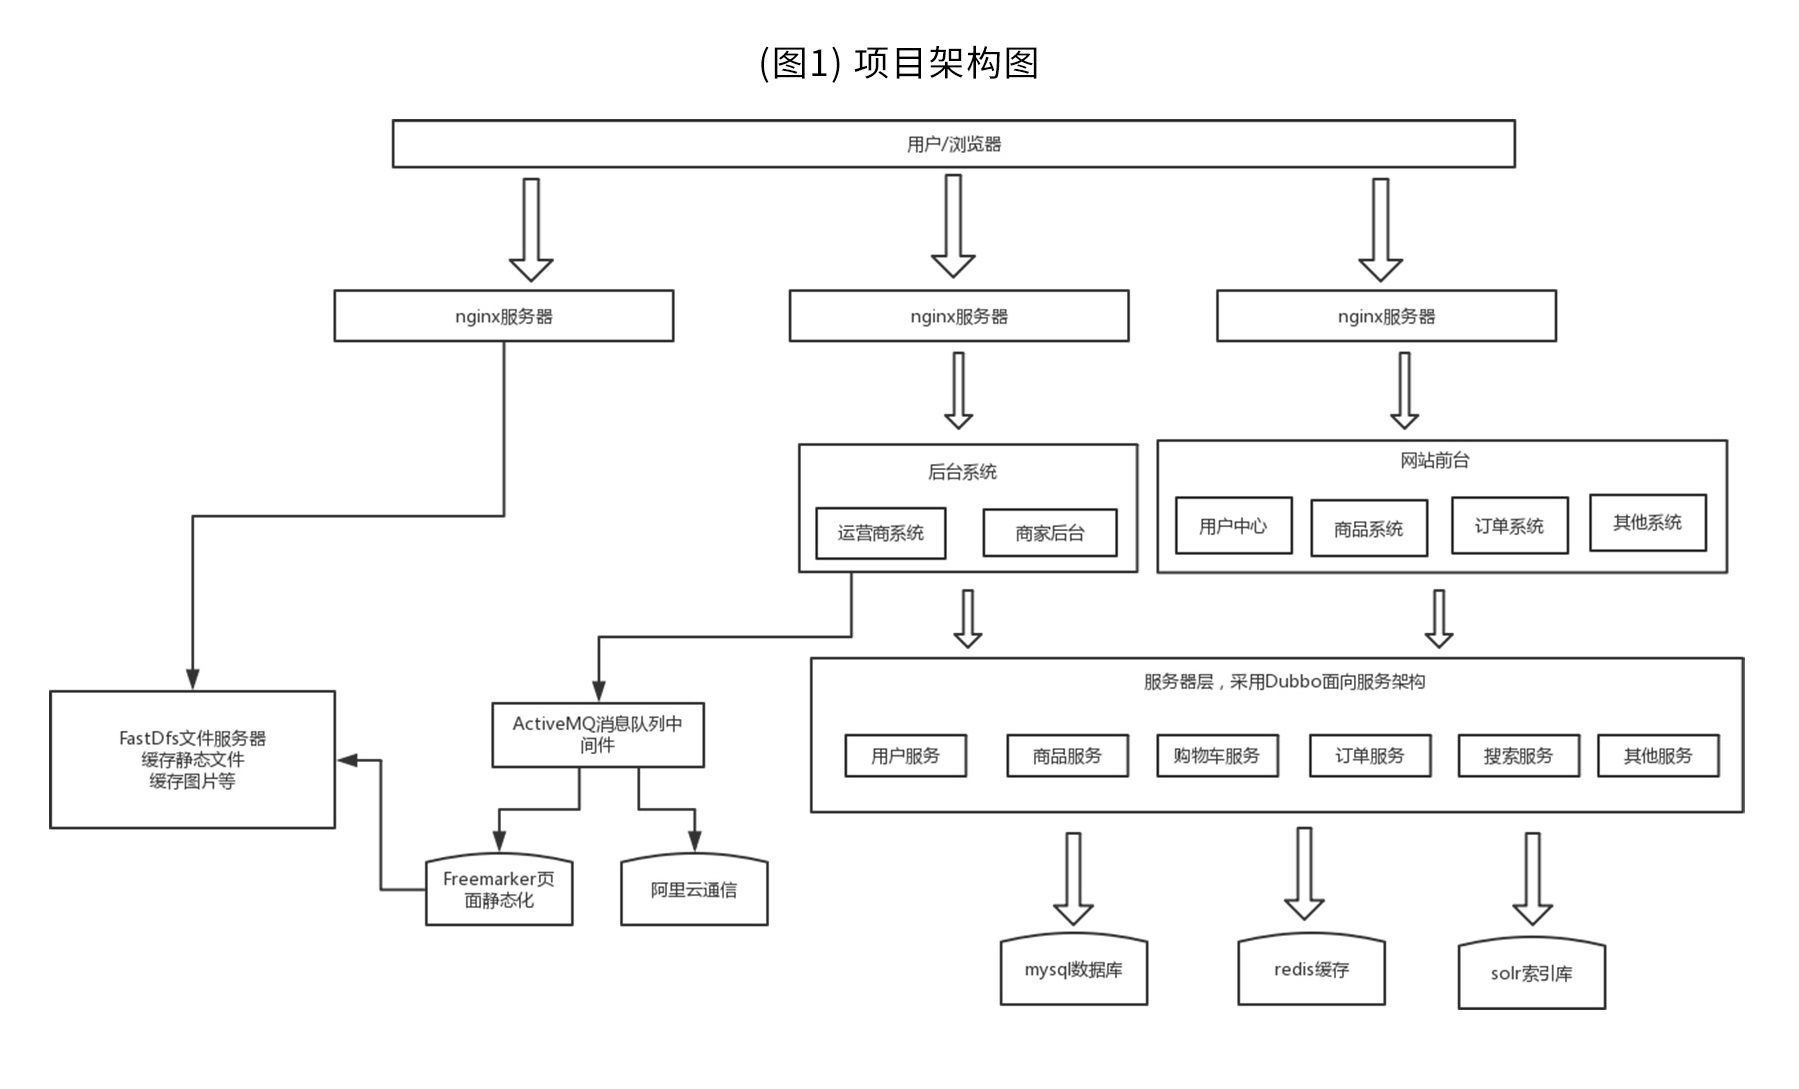 (图1) 项目架构图
用户/浏览器
nginx服务器
nginx服务器
nginx服务器
后台系统
运营商系统
商家后台
网站前台
用户中心
商品系统
订单系统
其他系统
服务器层，采用Dubbo面向服务架构
用户服务
商品服务
购物车服务
订单服务
搜索服务
其他服务
FastDfs文件服务器
缓存静态文件
缓存图片等
ActiveMQ消息队列中
间件
Freemarker页
面静态化
阿里云通信
mysql数据库
redis缓存
solr索引库